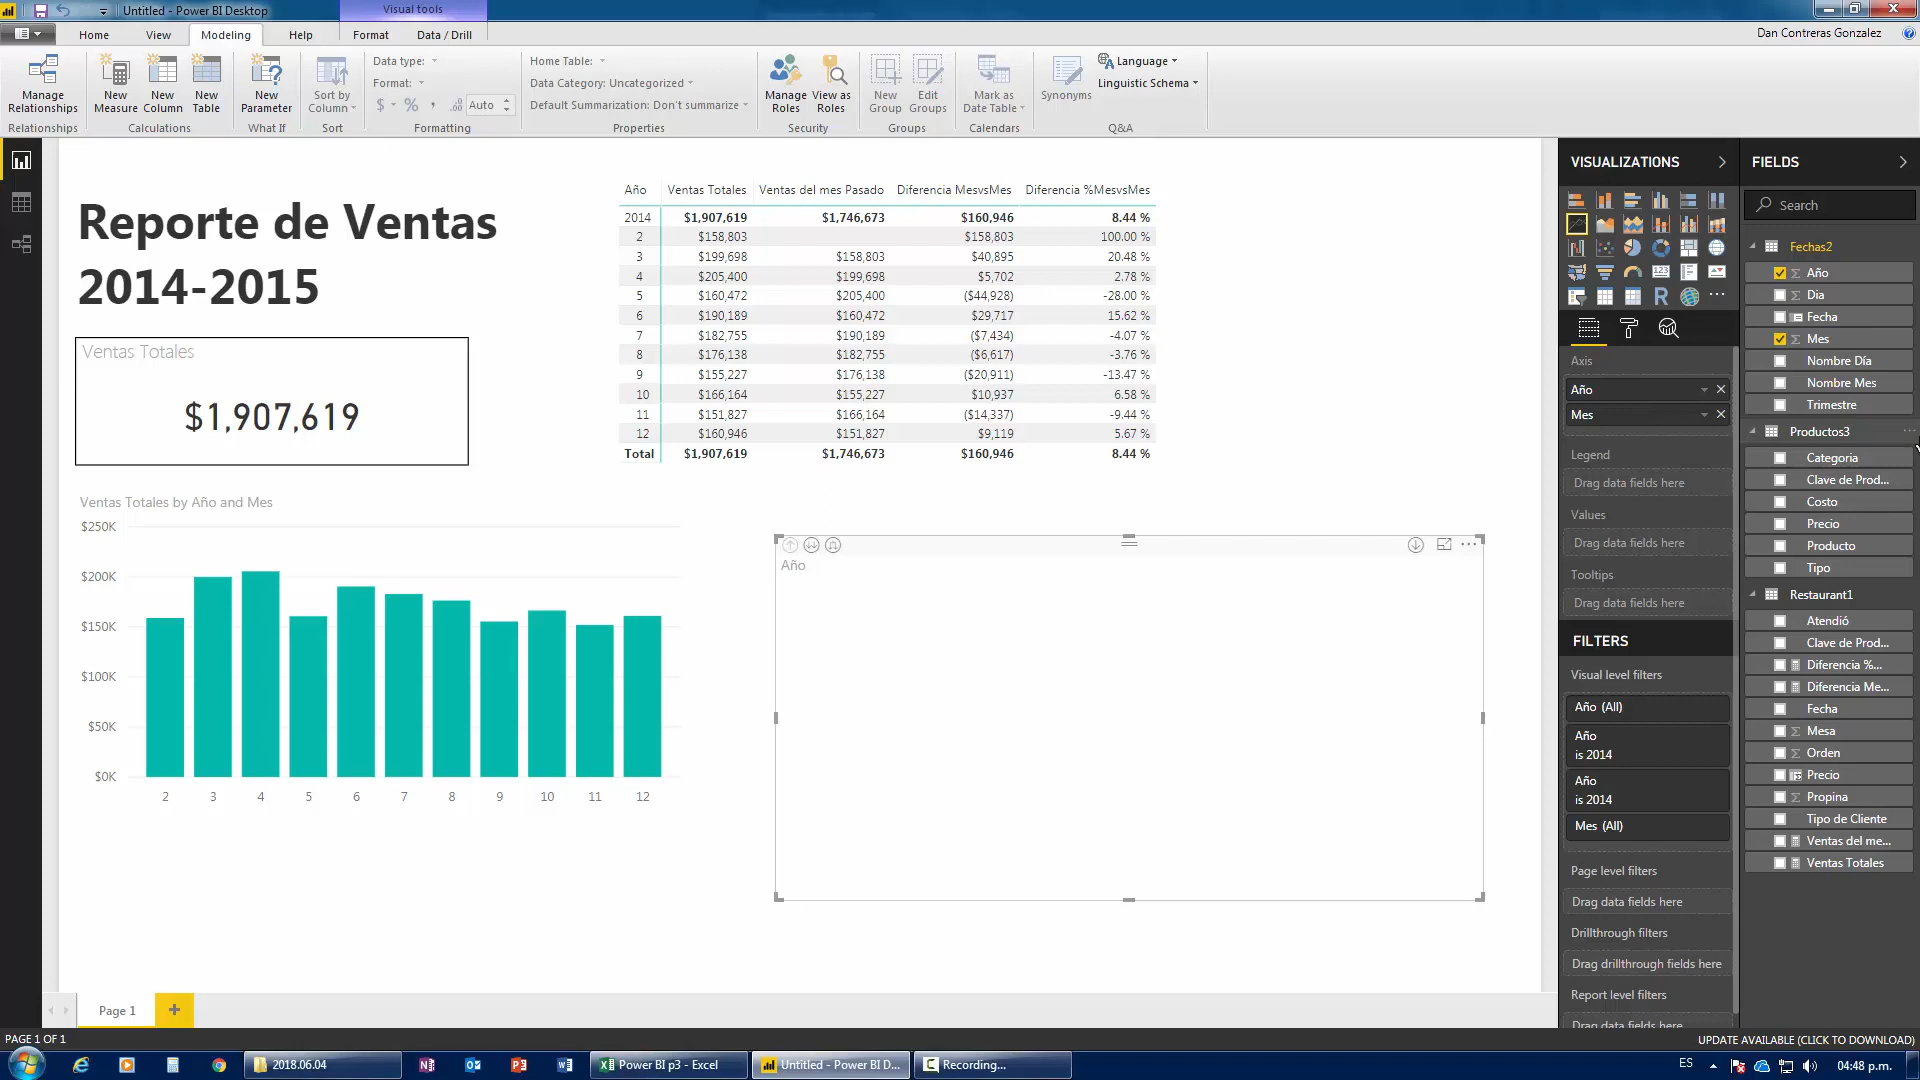 Untitled - Power BI Desktop
Visual tools
Home
View
Modeling
Help
Format
Data / Drill
Dan Contreras Gonzalez
Manage Relationships
New Measure
New Column
New Table
New Parameter
Sort by Column
Data type:
Format:
$ % , Auto
Home Table:
Data Category: Uncategorized
Default Summarization: Don't summarize
Manage Roles
View as Roles
New Group
Edit Groups
Mark as Date Table
Synonyms
Language
Linguistic Schema
Relationships
Calculations
What If
Sort
Formatting
Properties
Security
Groups
Calendars
Q&A
Reporte de Ventas
2014-2015
Ventas Totales
$1,907,619
Año Ventas Totales Ventas del mes Pasado Diferencia MesvsMes Diferencia %MesvsMes
2014 $1,907,619 $1,746,673 $160,946 8.44 %
2 $158,803 $158,803 100.00 %
3 $199,698 $158,803 $40,895 20.48 %
4 $205,400 $199,698 $5,702 2.78 %
5 $160,472 $205,400 ($44,928) -28.00 %
6 $190,189 $160,472 $29,717 15.62 %
7 $182,755 $190,189 ($7,434) -4.07 %
8 $176,138 $182,755 ($6,617) -3.76 %
9 $155,227 $176,138 ($20,911) -13.47 %
10 $166,164 $155,227 $10,937 6.58 %
11 $151,827 $166,164 ($14,337) -9.44 %
12 $160,946 $151,827 $9,119 5.67 %
Total $1,907,619 $1,746,673 $160,946 8.44 %
Ventas Totales by Año and Mes
$250K
$200K
$150K
$100K
$50K
$0K
2 3 4 5 6 7 8 9 10 11 12
Año
VISUALIZATIONS
R
Axis
Año
Mes
Legend
Drag data fields here
Values
Drag data fields here
Tooltips
Drag data fields here
FILTERS
Visual level filters
Año (All)
Año
is 2014
Año
is 2014
Mes (All)
Page level filters
Drag data fields here
Drillthrough filters
Drag drillthrough fields here
Report level filters
Drag data fields here
FIELDS
Search
Fechas2
Año
Dia
Fecha
Mes
Nombre Día
Nombre Mes
Trimestre
Productos3
Categoria
Clave de Prod...
Costo
Precio
Producto
Tipo
Restaurant1
Atendió
Clave de Prod...
Diferencia %...
Diferencia Me...
Fecha
Mesa
Orden
Precio
Propina
Tipo de Cliente
Ventas del me...
Ventas Totales
Page 1
PAGE 1 OF 1
UPDATE AVAILABLE (CLICK TO DOWNLOAD)
2018.06.04
Power BI p3 - Excel
Untitled - Power BI D...
Recording...
ES
04:48 p.m.